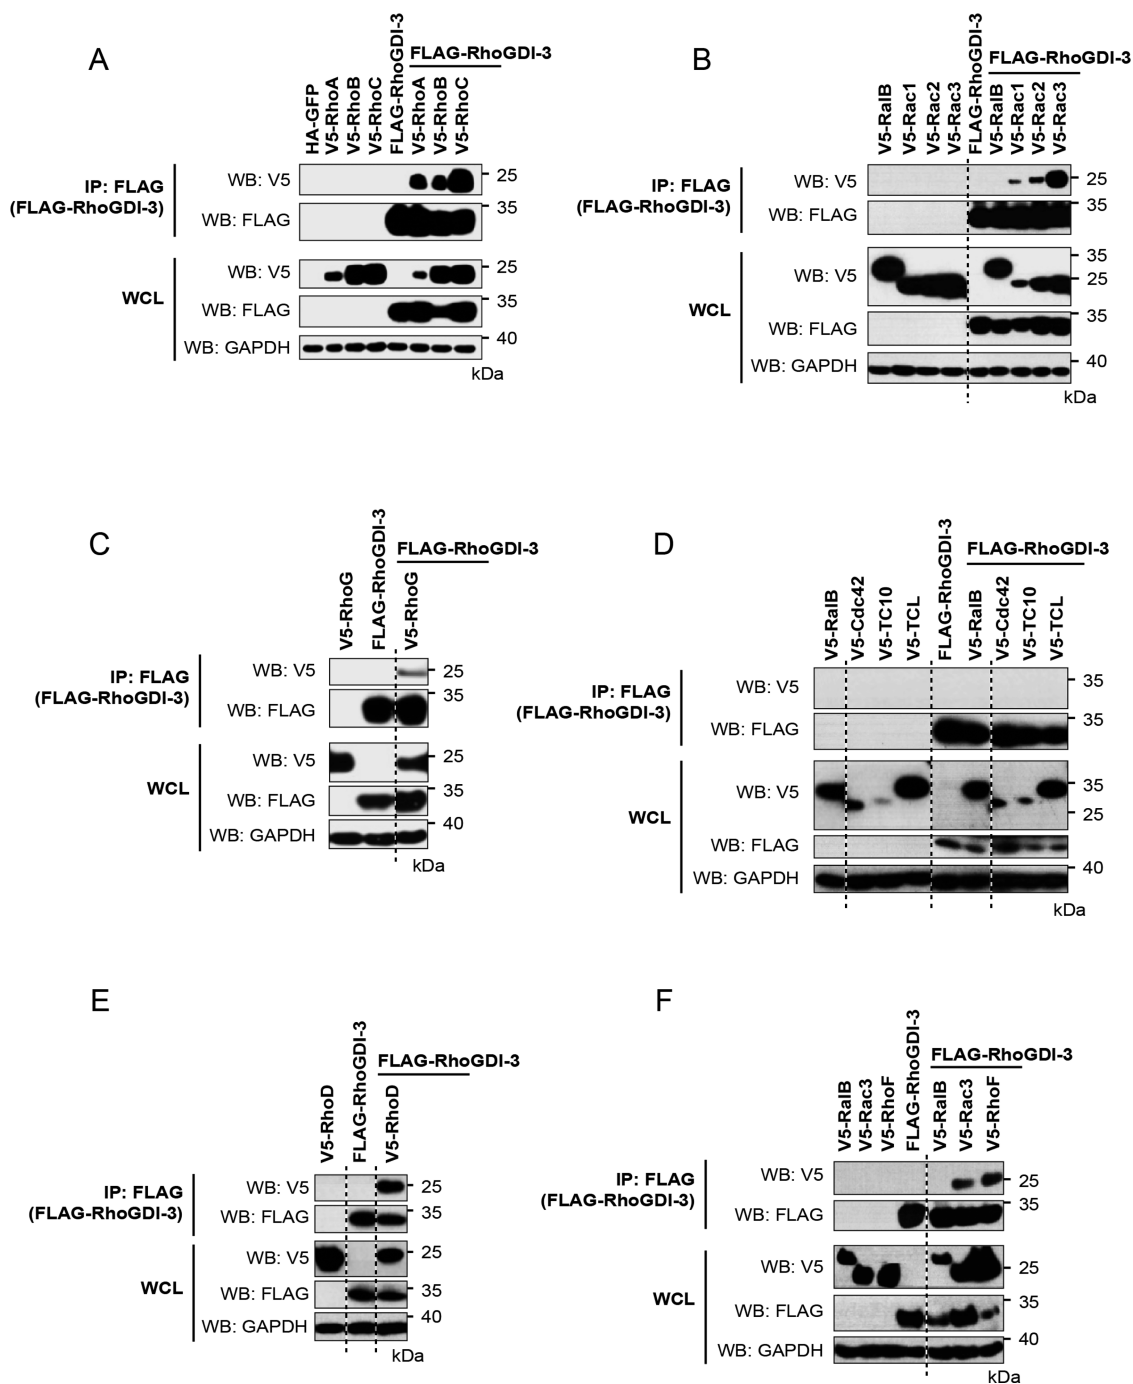 A
HA-GFP
V5-RhoA
V5-RhoB
V5-RhoC
FLAG-RhoGDI-3
FLAG-RhoGDI-3
V5-RhoA
V5-RhoB
V5-RhoC
IP: FLAG
(FLAG-RhoGDI-3)
WB: V5
25
WB: FLAG
35
WCL
WB: V5
25
WB: FLAG
35
WB: GAPDH
40
kDa
B
V5-RalB
V5-Rac1
V5-Rac2
V5-Rac3
FLAG-RhoGDI-3
FLAG-RhoGDI-3
V5-RalB
V5-Rac1
V5-Rac2
V5-Rac3
IP: FLAG
(FLAG-RhoGDI-3)
WB: V5
25
WB: FLAG
35
WCL
WB: V5
35
25
WB: FLAG
35
WB: GAPDH
40
kDa
C
V5-RhoG
FLAG-RhoGDI-3
FLAG-RhoGDI-3
V5-RhoG
IP: FLAG
(FLAG-RhoGDI-3)
WB: V5
25
WB: FLAG
35
WCL
WB: V5
25
WB: FLAG
35
WB: GAPDH
40
kDa
D
V5-RalB
V5-Cdc42
V5-TC10
V5-TCL
FLAG-RhoGDI-3
FLAG-RhoGDI-3
V5-RalB
V5-Cdc42
V5-TC10
V5-TCL
IP: FLAG
(FLAG-RhoGDI-3)
WB: V5
35
WB: FLAG
35
WCL
WB: V5
35
25
WB: FLAG
WB: GAPDH
40
kDa
E
V5-RhoD
FLAG-RhoGDI-3
FLAG-RhoGDI-3
V5-RhoD
IP: FLAG
(FLAG-RhoGDI-3)
WB: V5
25
WB: FLAG
35
WCL
WB: V5
25
WB: FLAG
35
WB: GAPDH
40
kDa
F
V5-RalB
V5-Rac3
V5-RhoF
FLAG-RhoGDI-3
FLAG-RhoGDI-3
V5-RalB
V5-Rac3
V5-RhoF
IP: FLAG
(FLAG-RhoGDI-3)
WB: V5
25
WB: FLAG
35
WCL
WB: V5
25
WB: FLAG
35
WB: GAPDH
40
kDa